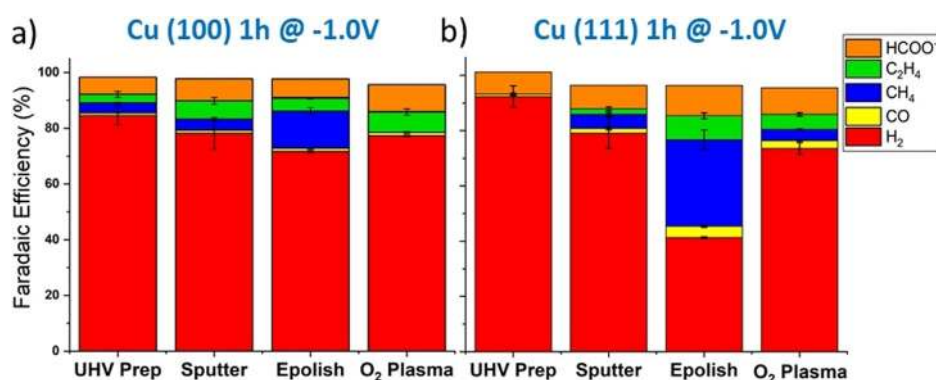 a) Cu (100) 1h @ -1.0V
b) Cu (111) 1h @ -1.0V
HCOO⁻
C₂H₄
CH₄
CO
H₂
Faradaic Efficiency (%)
100
80
60
40
20
0
UHV Prep Sputter Epolish O₂ Plasma
UHV Prep Sputter Epolish O₂ Plasma